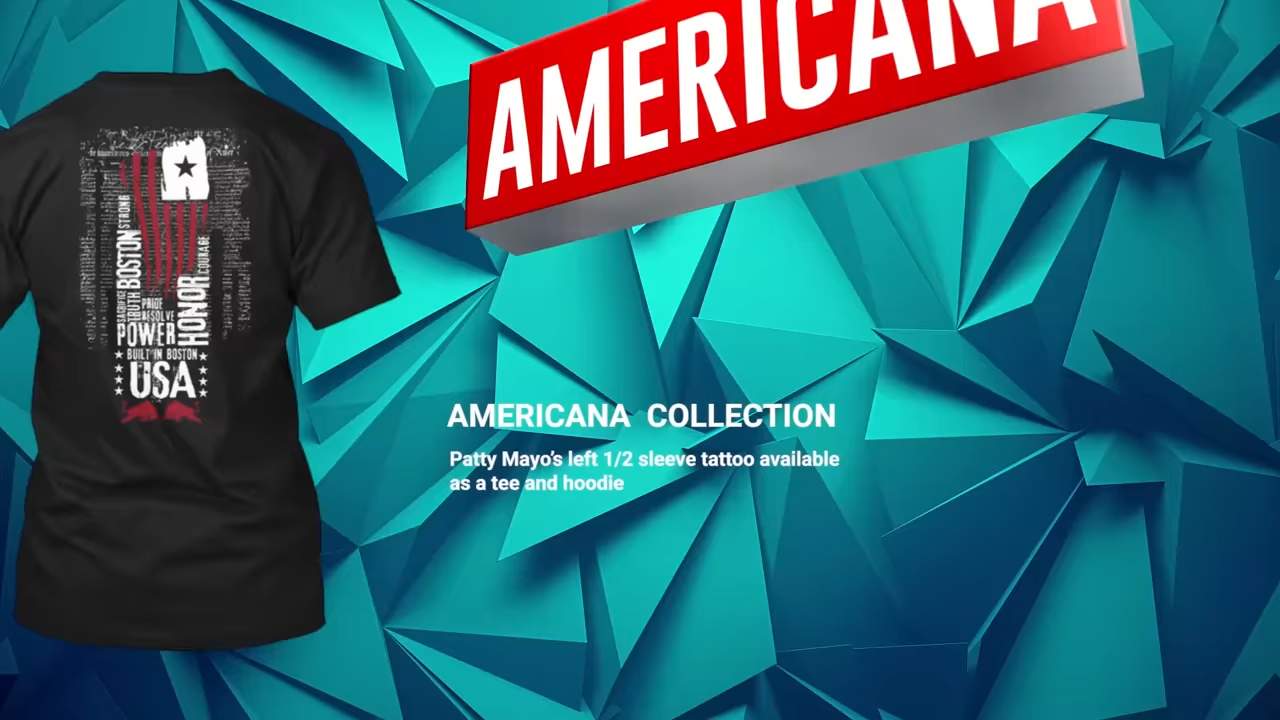 AMERICANA
STRONG
BOSTON
COURAGE
HONOR
SACRIFICE
TRUTH
PRIDE
RESOLVE
POWER
BUILT IN BOSTON
USA
AMERICANA COLLECTION
Patty Mayo's left 1/2 sleeve tattoo available
as a tee and hoodie